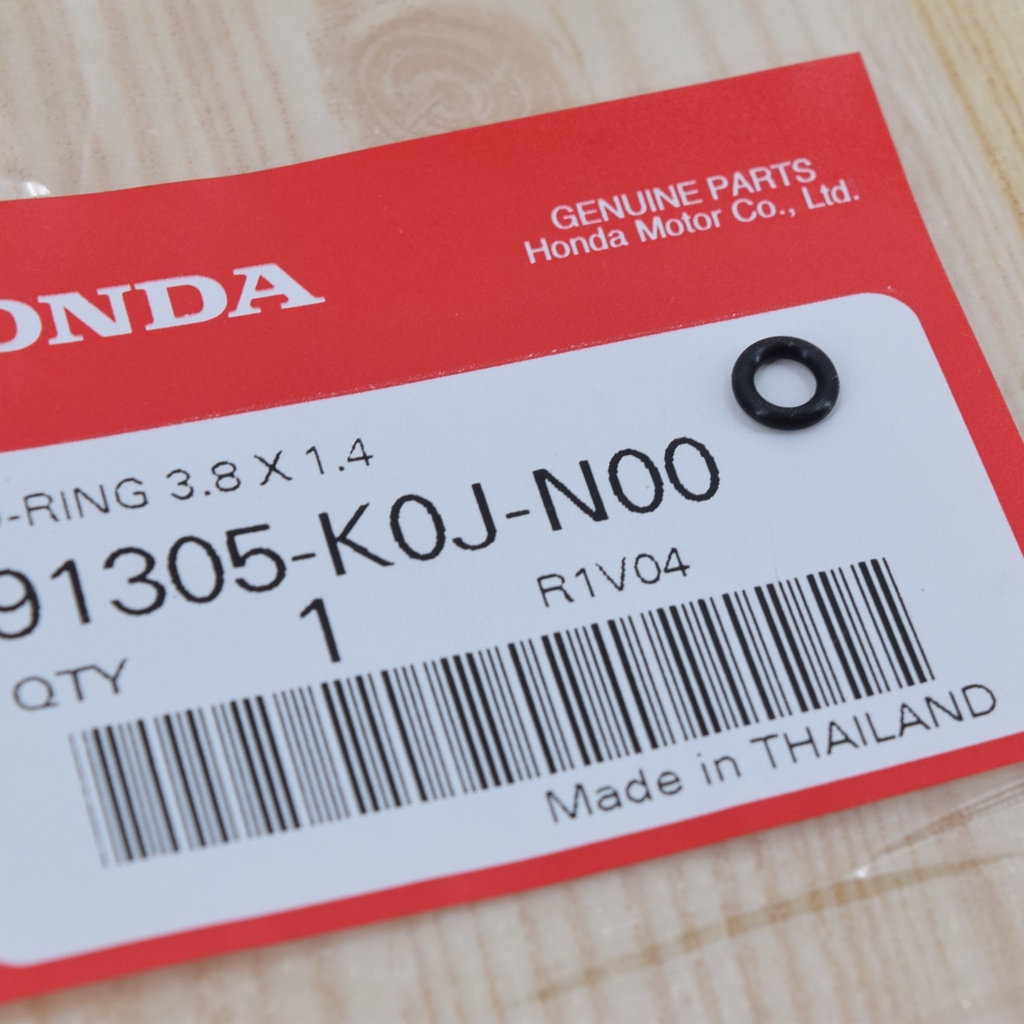 GENUINE PARTS
Honda Motor Co., Ltd.
HONDA
O-RING 3.8 X 1.4
91305-K0J-N00
1
R1V04
QTY
Made in THAILAND